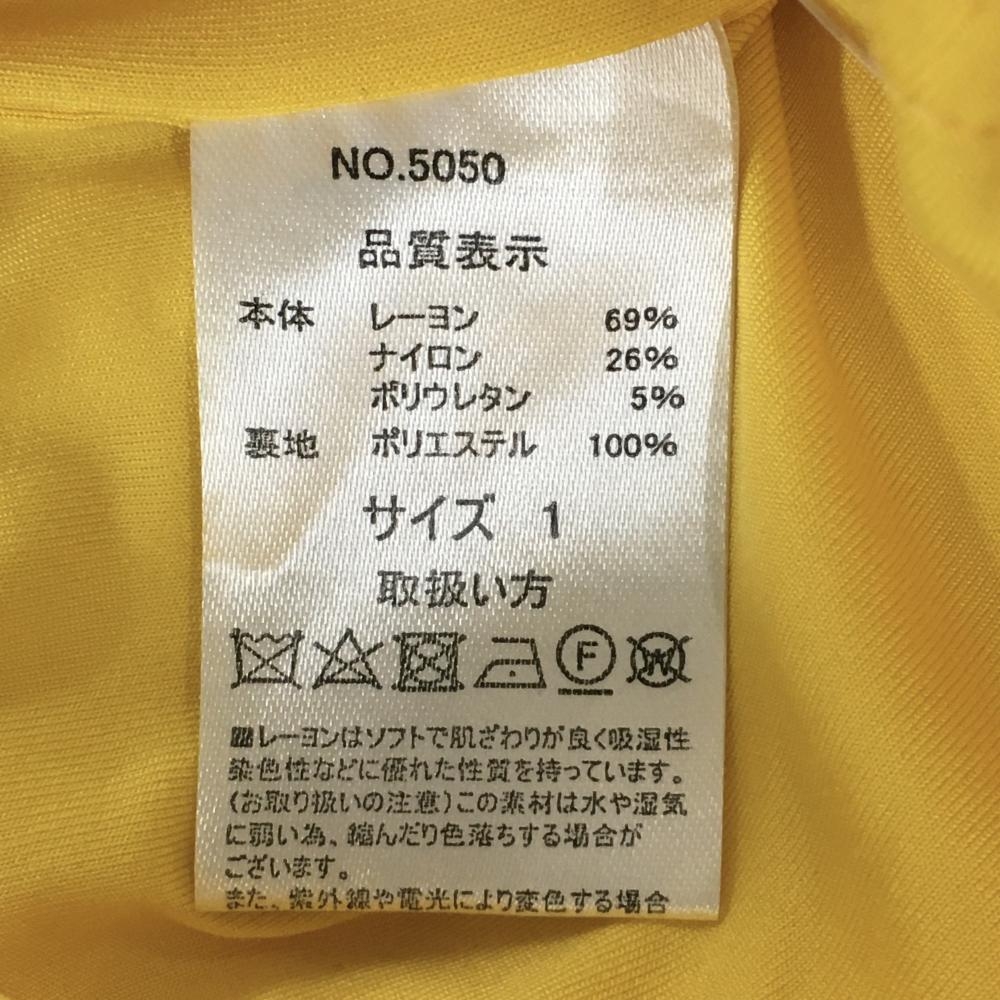 NO.5050
品質表示
本体 レーヨン 69%
ナイロン 26%
ポリウレタン 5%
裏地 ポリエステル 100%
サイズ 1
取扱い方
F W
レーヨンはソフトで肌ざわりが良く吸湿性
染色性などに優れた性質を持っています。
(お取り扱いの注意)この素材は水や湿気
に弱い為、縮んだり色落ちする場合が
ございます。
また、紫外線や電光により変色する場合